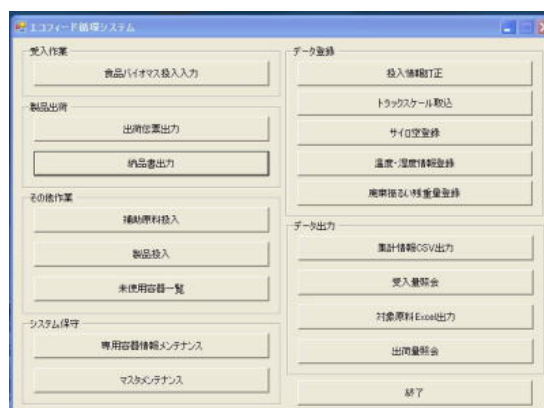 エコフィード循環システム
受入作業
食品バイオマス投入入力
製品出荷
出荷伝票出力
納品書出力
その他作業
補助原料投入
製品投入
未使用容器一覧
システム保守
専用容器情報メンテナンス
マスタメンテナンス
データ登録
投入情報訂正
トラックスケール取込
サイロ空登録
温度・湿度情報登録
廃棄振るい残重量登録
データ出力
集計情報CSV出力
受入量照会
対象原料Excel出力
出荷量照会
終了